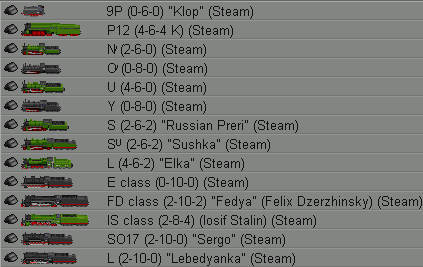 9P (0-6-0) "Klop" (Steam)
P12 (4-6-4 K) (Steam)
Nᴵ (2-6-0) (Steam)
Oᴵ (0-8-0) (Steam)
U (4-6-0) (Steam)
Y (0-8-0) (Steam)
S (2-6-2) "Russian Preri" (Steam)
Sᵁ (2-6-2) "Sushka" (Steam)
L (4-6-2) "Elka" (Steam)
E class (0-10-0) (Steam)
FD class (2-10-2) "Fedya" (Felix Dzerzhinsky) (Steam)
IS class (2-8-4) (Iosif Stalin) (Steam)
SO17 (2-10-0) "Sergo" (Steam)
L (2-10-0) "Lebedyanka" (Steam)